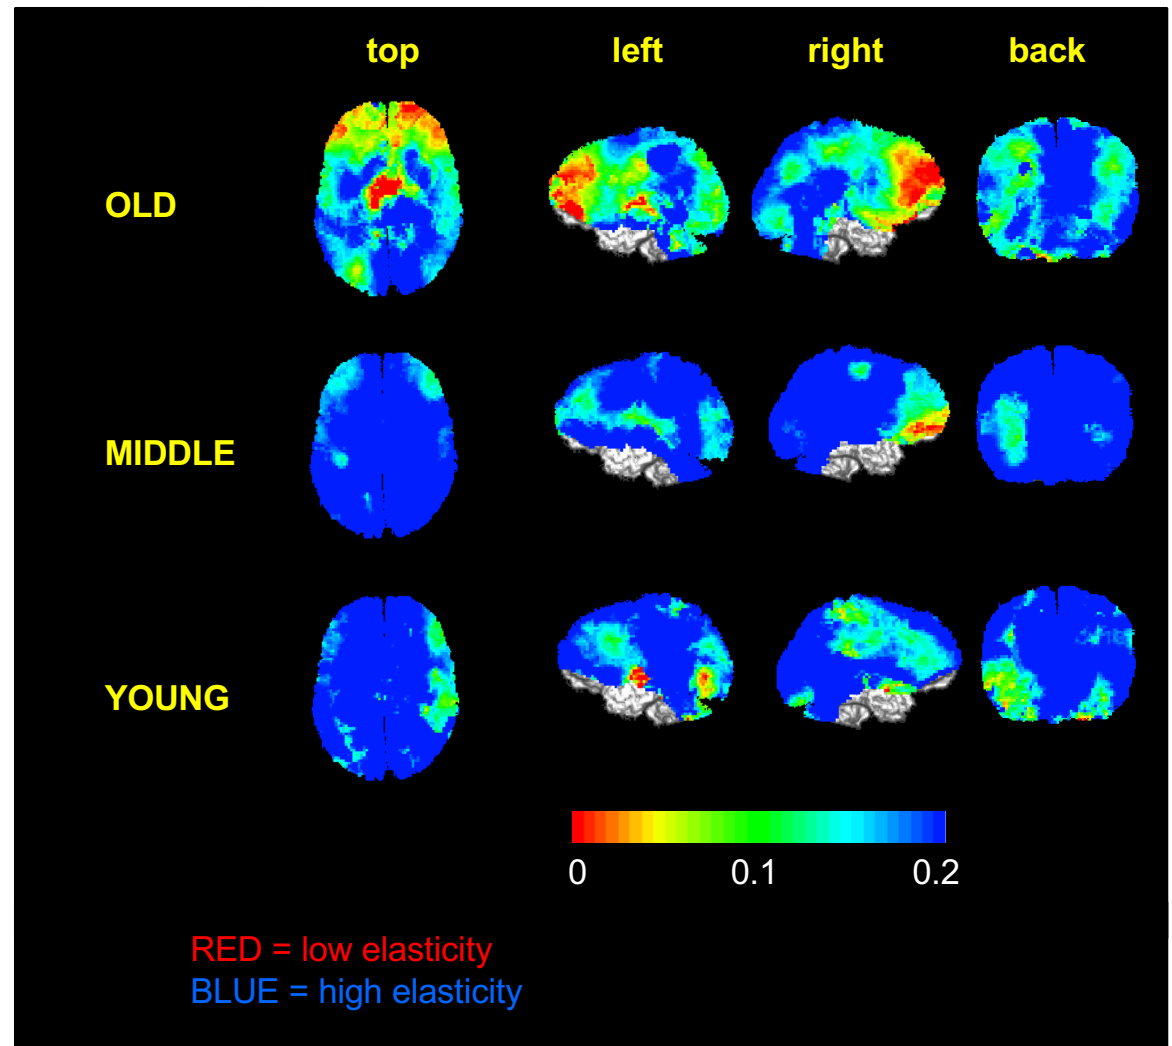 top left right back
OLD
MIDDLE
YOUNG
0 0.1 0.2
RED = low elasticity
BLUE = high elasticity